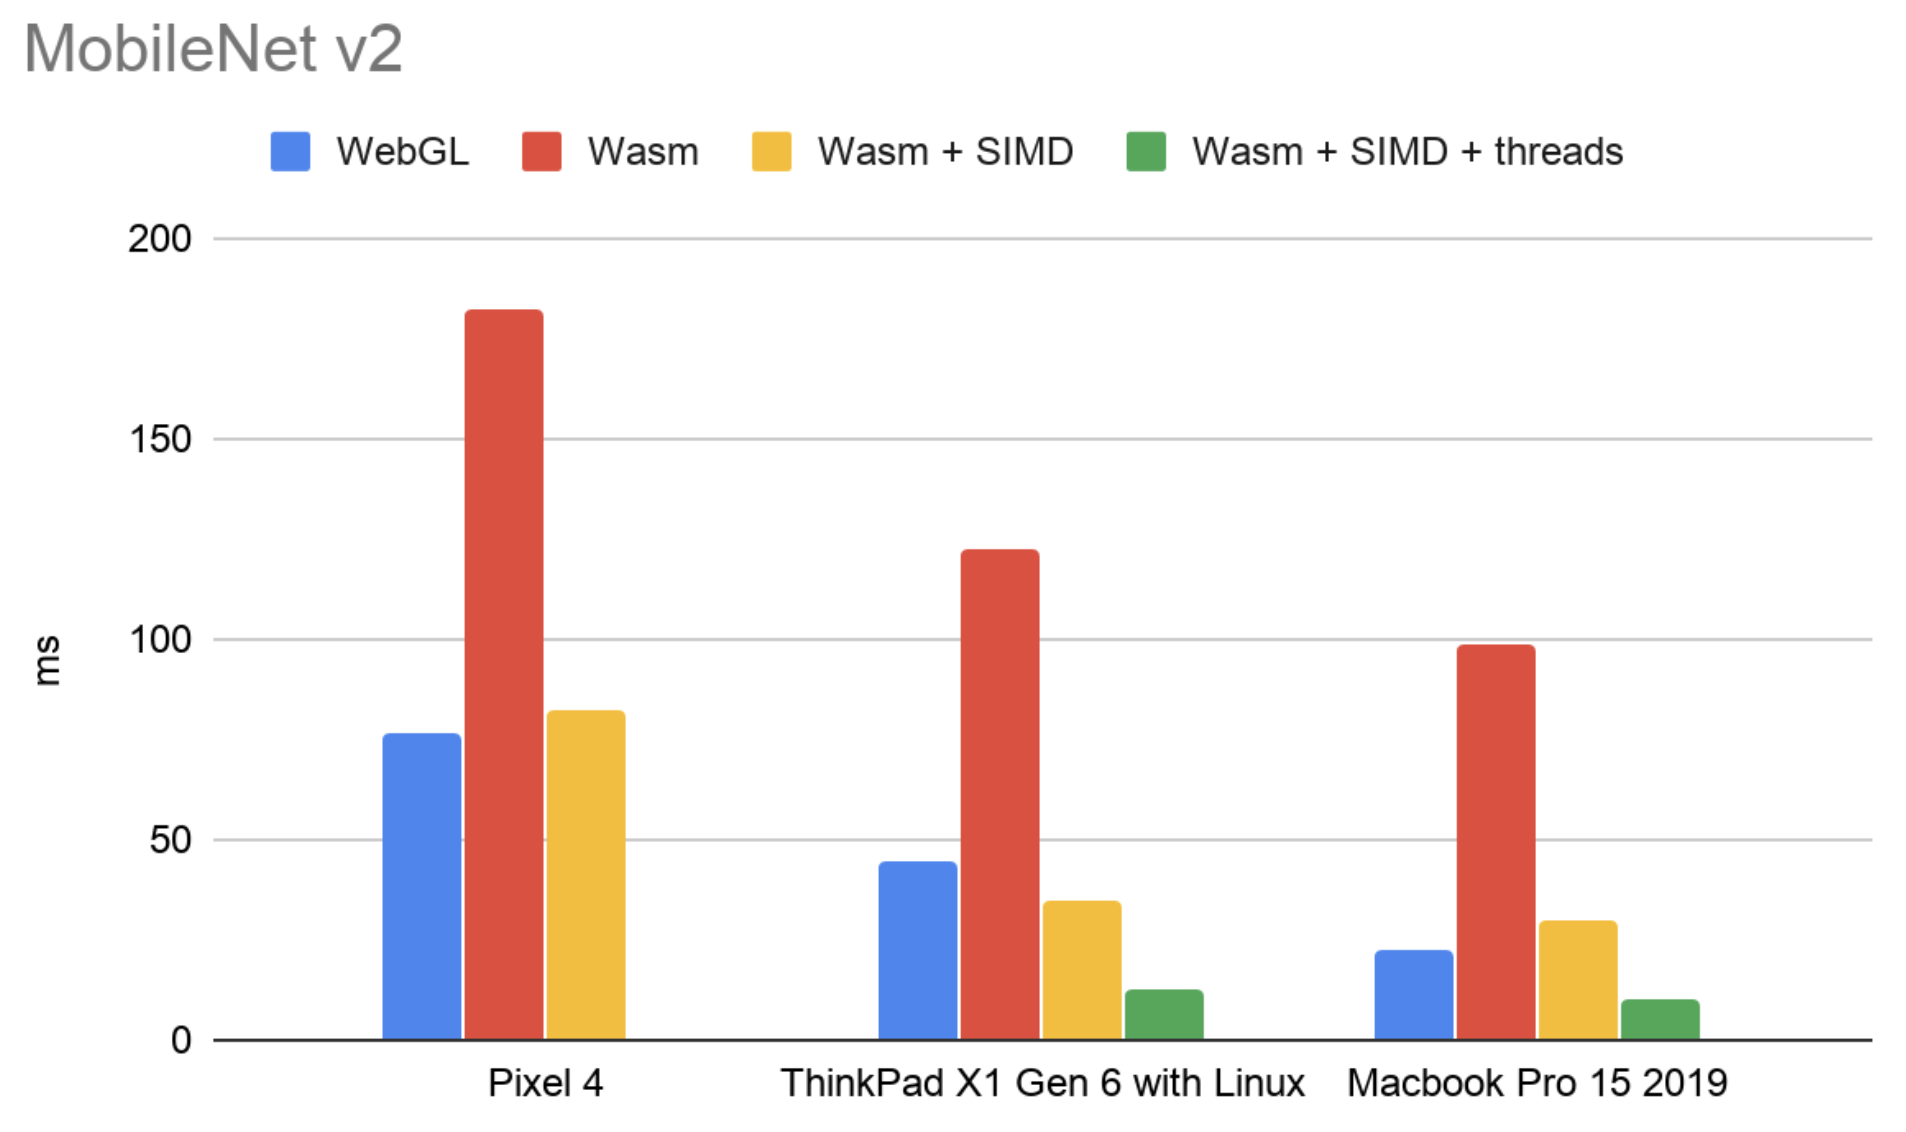 MobileNet v2
WebGL Wasm Wasm + SIMD Wasm + SIMD + threads
200
150
100
50
0
ms
Pixel 4 ThinkPad X1 Gen 6 with Linux Macbook Pro 15 2019